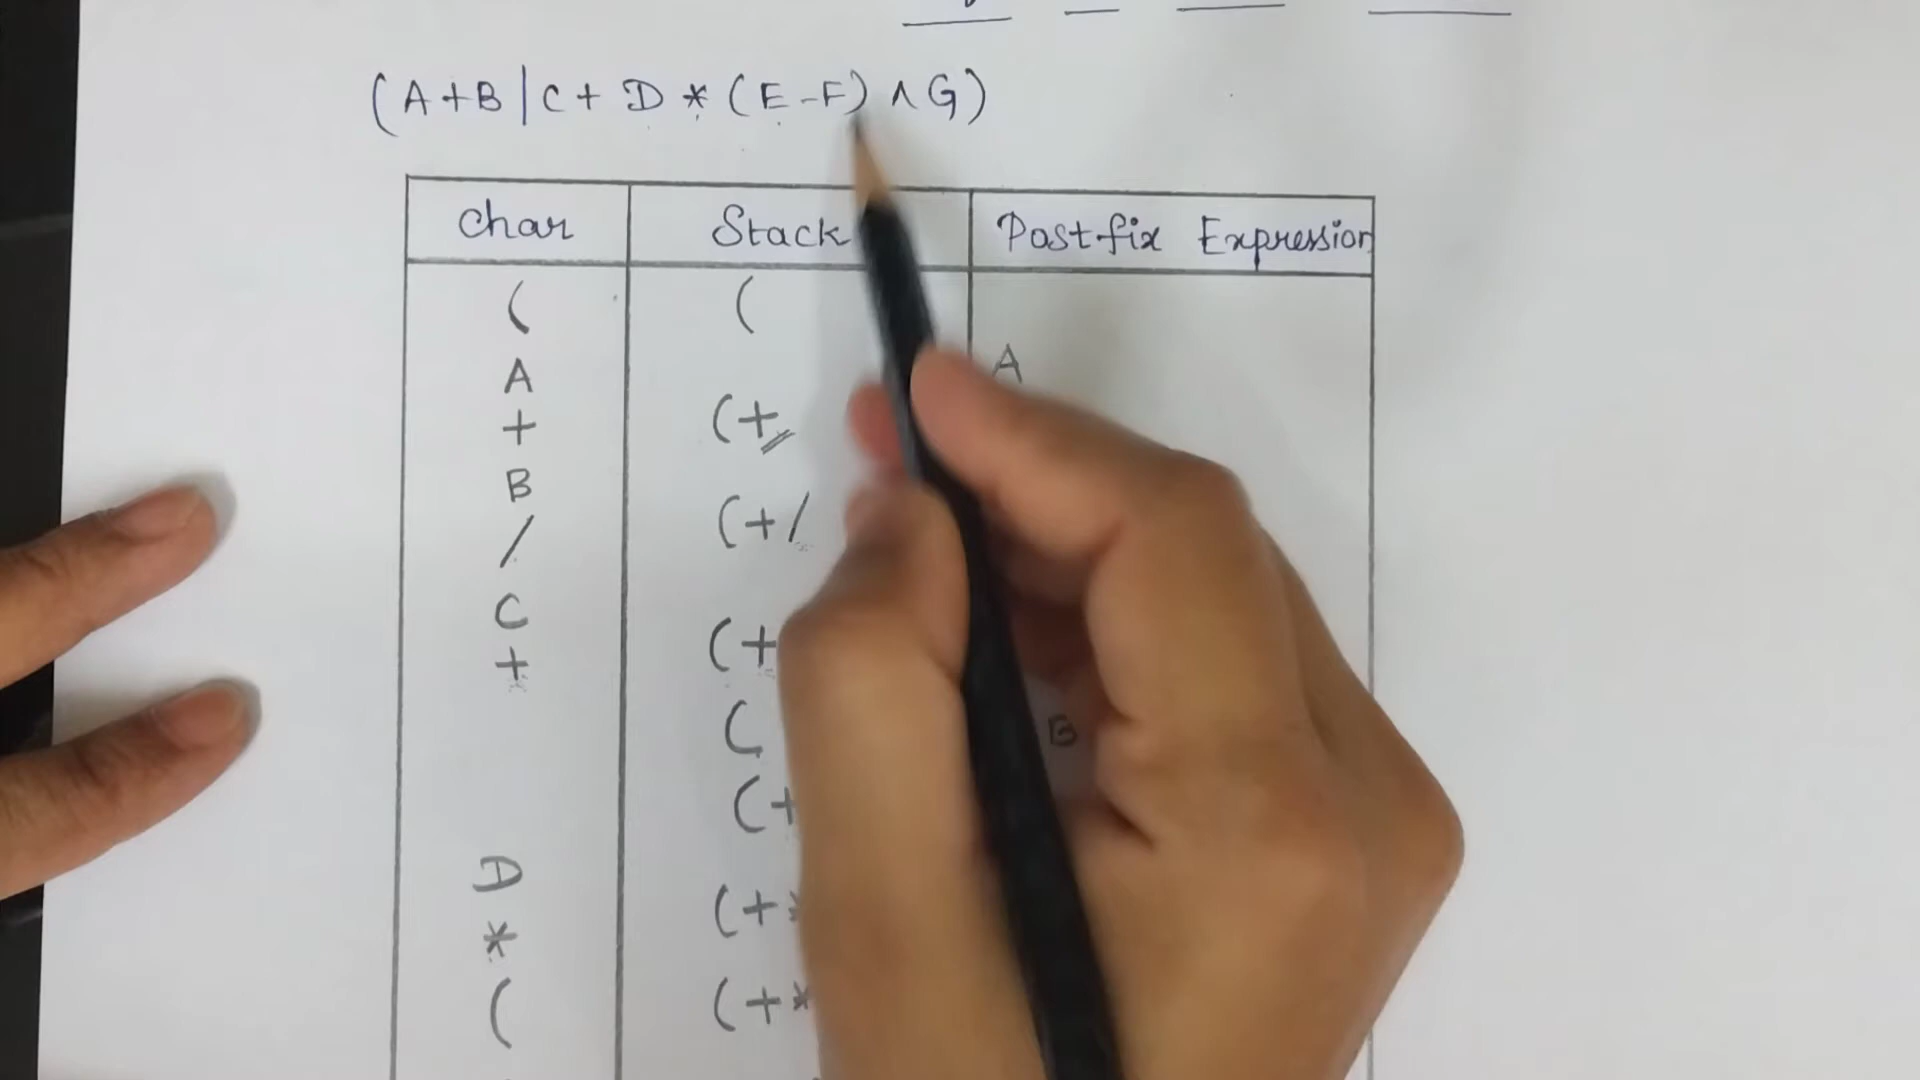 (A+B|C+D*(E-F)^G)
Char Stack Postfix Expression
( (
A A
+ (+
B
/ (+/
C
+ (+
( B
(+
D
* (+*
( (+*